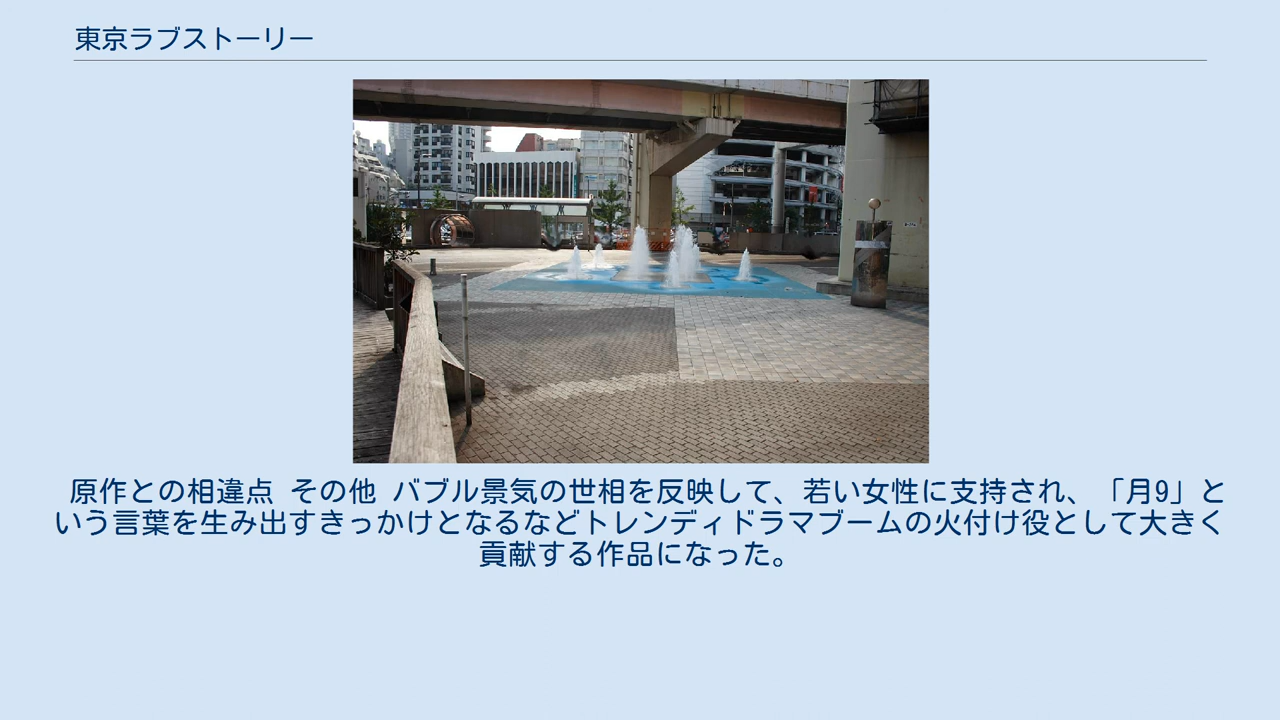 東京ラブストーリー
原作との相違点 その他 バブル景気の世相を反映して、若い女性に支持され、「月9」と
いう言葉を生み出すきっかけとなるなどトレンディドラマブームの火付け役として大きく
貢献する作品になった。